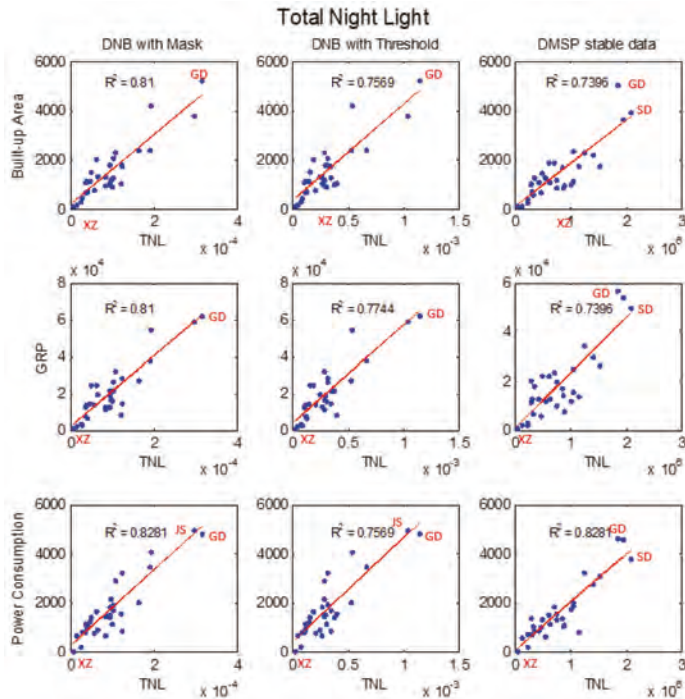 Total Night Light
DNB with Mask DNB with Threshold DMSP stable data
Built-up Area
6000 4000 2000 0
R² = 0.81 GD
XZ
0 2 4
TNL x 10⁻⁴
6000 4000 2000 0
R² = 0.7569 GD
XZ
0 0.5 1 1.5
TNL x 10⁻³
6000 4000 2000 0
R² = 0.7396 GD
SD
XZ
0 1 2 3
TNL x 10⁶
GRP
8 x 10⁴
6 4 2 0
R² = 0.81 GD
XZ
0 2 4
TNL x 10⁻⁴
8 x 10⁴
6 4 2 0
R² = 0.7744 GD
XZ
0 0.5 1 1.5
TNL x 10⁻³
6 x 10⁴
4 2 0
R² = 0.7396 GD
SD
XZ
0 1 2 3
TNL x 10⁶
Power Consumption
6000 4000 2000 0
R² = 0.8281 JS
GD
XZ
0 2 4
TNL x 10⁻⁴
6000 4000 2000 0
R² = 0.7569 JS
GD
XZ
0 0.5 1 1.5
TNL x 10⁻³
6000 4000 2000 0
R² = 0.8281 GD
SD
XZ
0 1 2 3
TNL x 10⁶